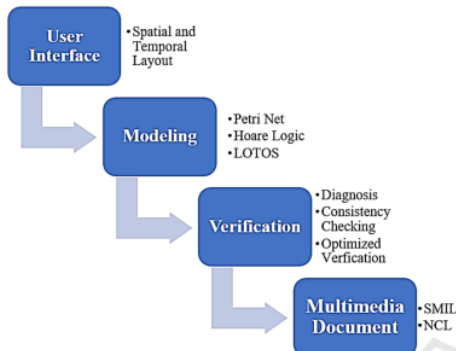 User
Interface
•Spatial and
Temporal
Layout
Modeling
•Petri Net
•Hoare Logic
•LOTOS
Verification
•Diagnosis
•Consistency
Checking
•Optimized
Verfication
Multimedia
Document
•SMIL
•NCL